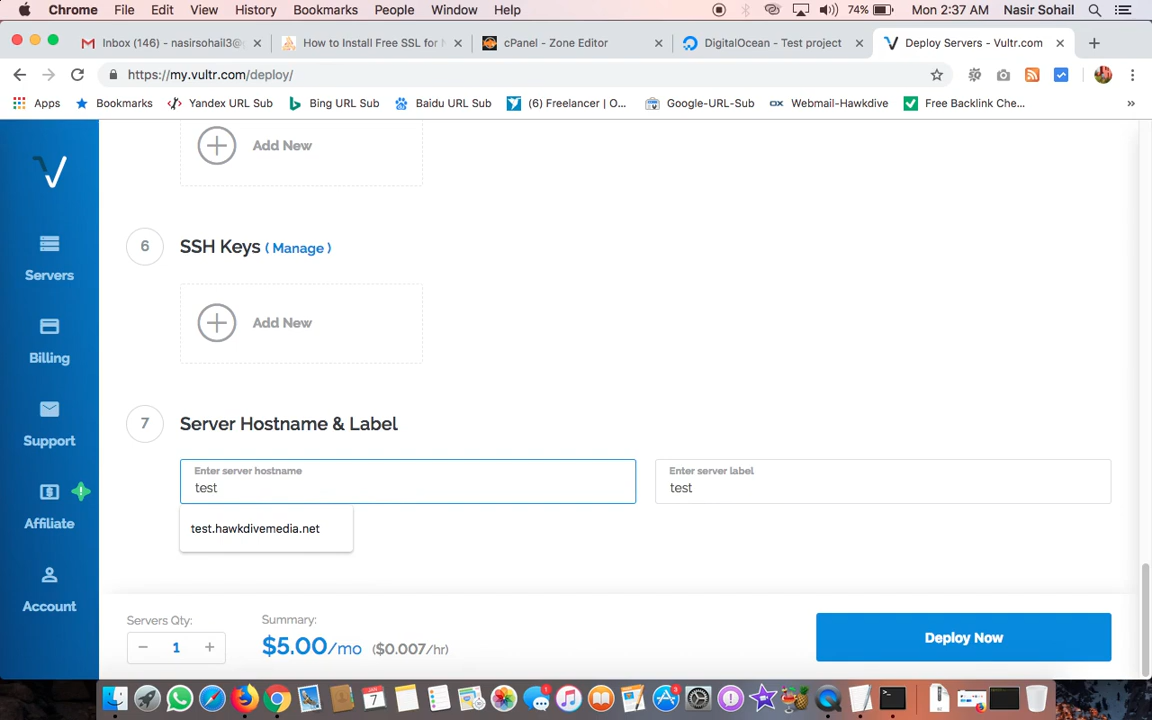 Chrome File Edit View History Bookmarks People Window Help 74% Mon 2:37 AM Nasir Sohail
Inbox (146) - nasirsohail3@g How to Install Free SSL for N cPanel - Zone Editor DigitalOcean - Test project Deploy Servers - Vultr.com
https://my.vultr.com/deploy/
Apps Bookmarks Yandex URL Sub Bing URL Sub Baidu URL Sub (6) Freelancer | O... Google-URL-Sub Webmail-Hawkdive Free Backlink Che... »
Add New
6 SSH Keys ( Manage )
Servers
Add New
Billing
7 Server Hostname & Label
Support
Enter server hostname Enter server label
test test
Affiliate
test.hawkdivemedia.net
Account
Servers Qty: Summary:
− 1 + $5.00/mo ($0.007/hr) Deploy Now